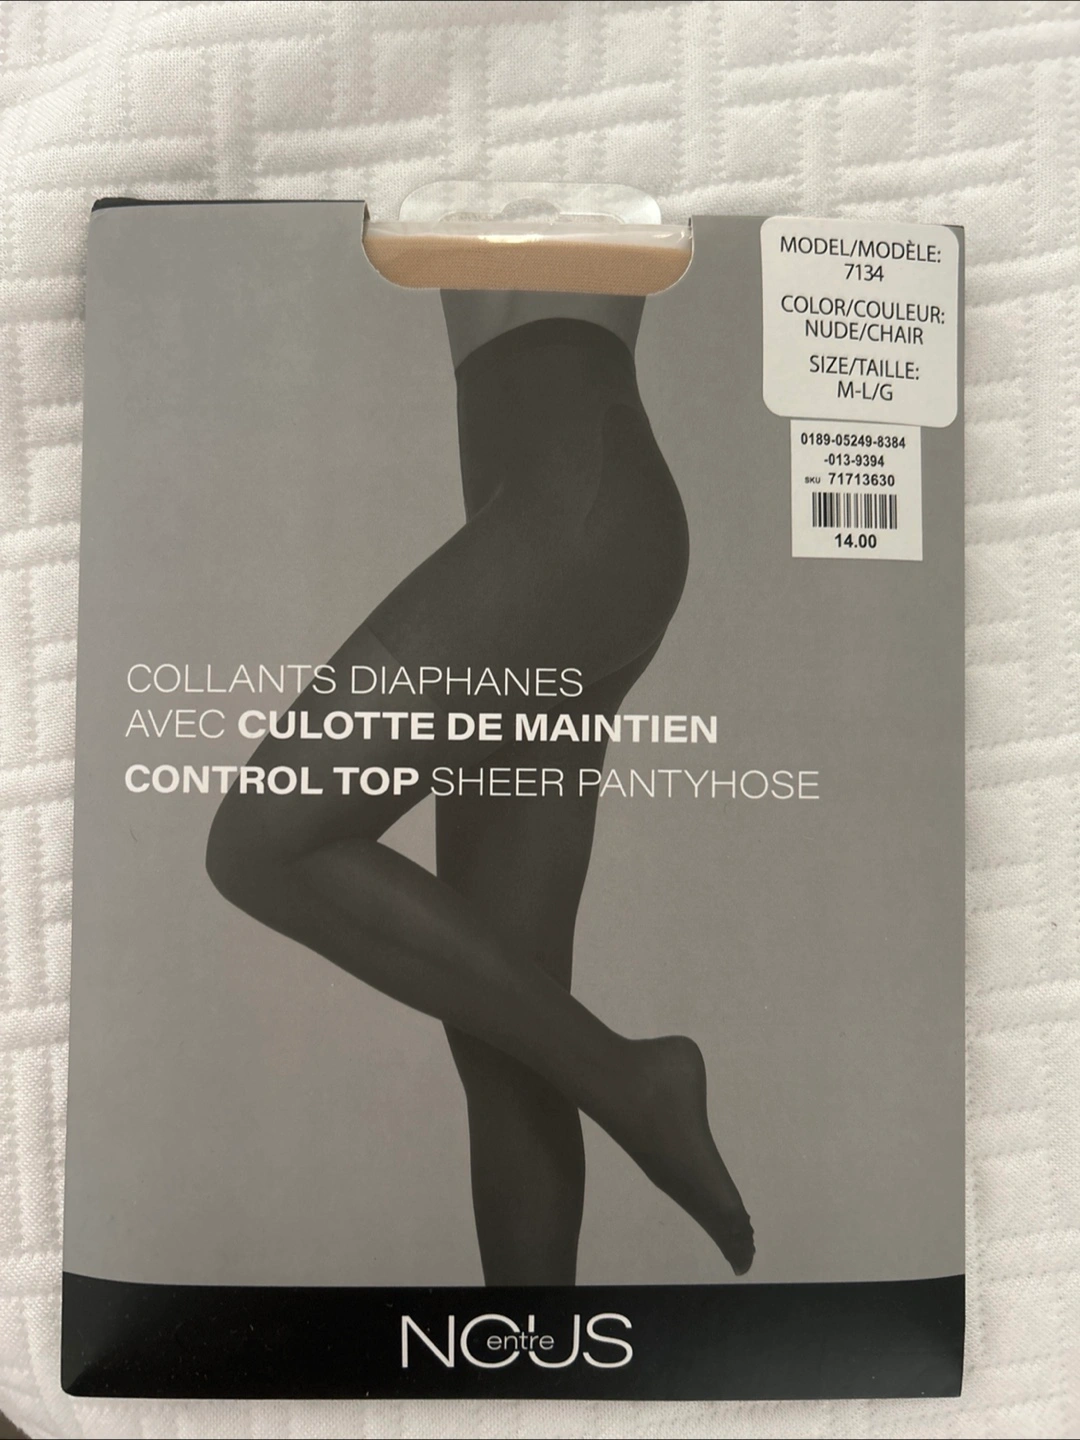 MODEL/MODÈLE:
7134
COLOR/COULEUR:
NUDE/CHAIR
SIZE/TAILLE:
M-L/G
0189-05249-8384
-013-9394
SKU 71713630
14.00
COLLANTS DIAPHANES
AVEC CULOTTE DE MAINTIEN
CONTROL TOP SHEER PANTYHOSE
entre
NOUS